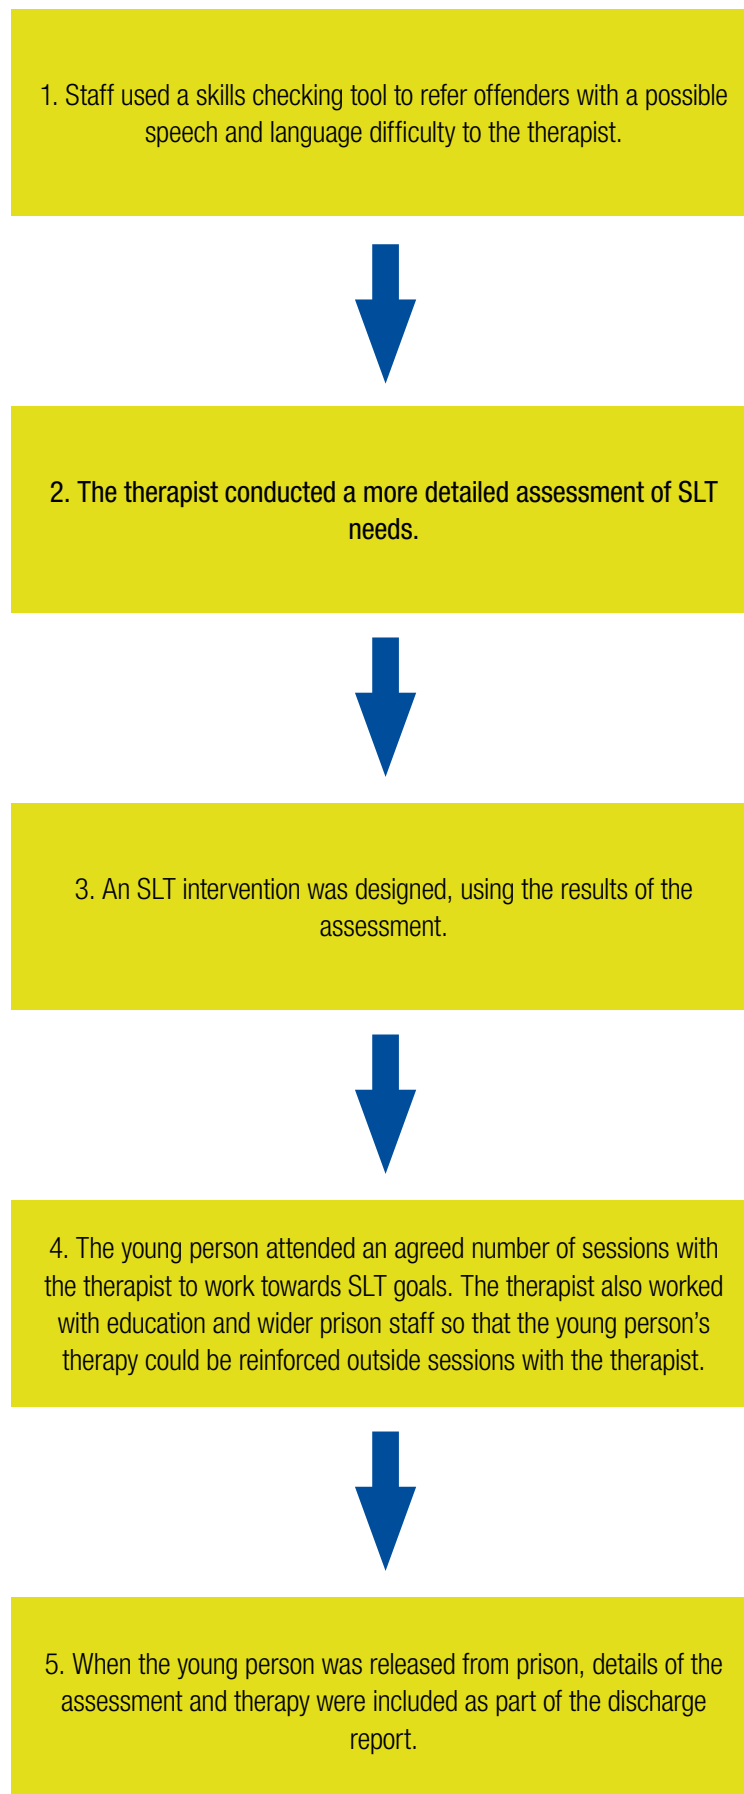 1. Staff used a skills checking tool to refer offenders with a possible
speech and language difficulty to the therapist.
2. The therapist conducted a more detailed assessment of SLT
needs.
3. An SLT intervention was designed, using the results of the
assessment.
4. The young person attended an agreed number of sessions with
the therapist to work towards SLT goals. The therapist also worked
with education and wider prison staff so that the young person’s
therapy could be reinforced outside sessions with the therapist.
5. When the young person was released from prison, details of the
assessment and therapy were included as part of the discharge
report.